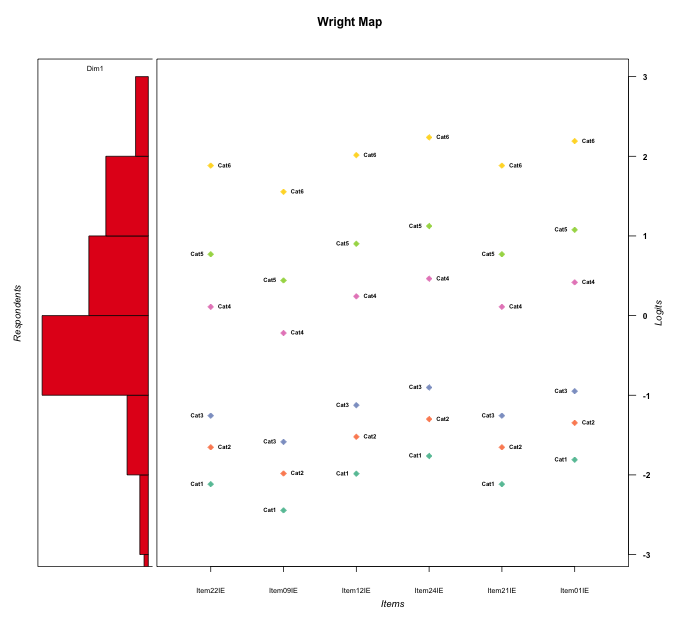 Wright Map
Dim1
3
Cat6 Cat6
Cat6
2
Cat6 Cat6
Cat6
Cat5 Cat5
1
Cat5
Cat5 Cat5
Cat4
Cat5 Cat4
Cat4
Cat4 Cat4
0
Respondents
Logits
Cat4
Cat3
Cat3
-1
Cat3
Cat3 Cat3
Cat2
Cat2
Cat2
Cat3
Cat2 Cat2
Cat1
Cat1
Cat2 Cat1
-2
Cat1 Cat1
Cat1
-3
Item22IE Item09IE Item12IE Item24IE Item21IE Item01IE
Items